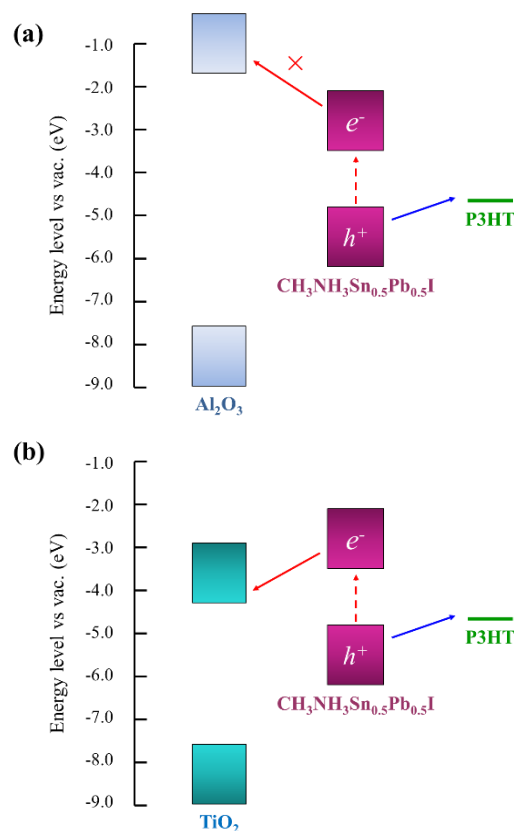 (a)
Energy level vs vac. (eV)
-1.0
-2.0
-3.0
-4.0
-5.0
-6.0
-7.0
-8.0
-9.0
×
e⁻
h⁺
P3HT
CH₃NH₃Sn₀.₅Pb₀.₅I
Al₂O₃
(b)
Energy level vs vac. (eV)
-1.0
-2.0
-3.0
-4.0
-5.0
-6.0
-7.0
-8.0
-9.0
e⁻
h⁺
P3HT
CH₃NH₃Sn₀.₅Pb₀.₅I
TiO₂